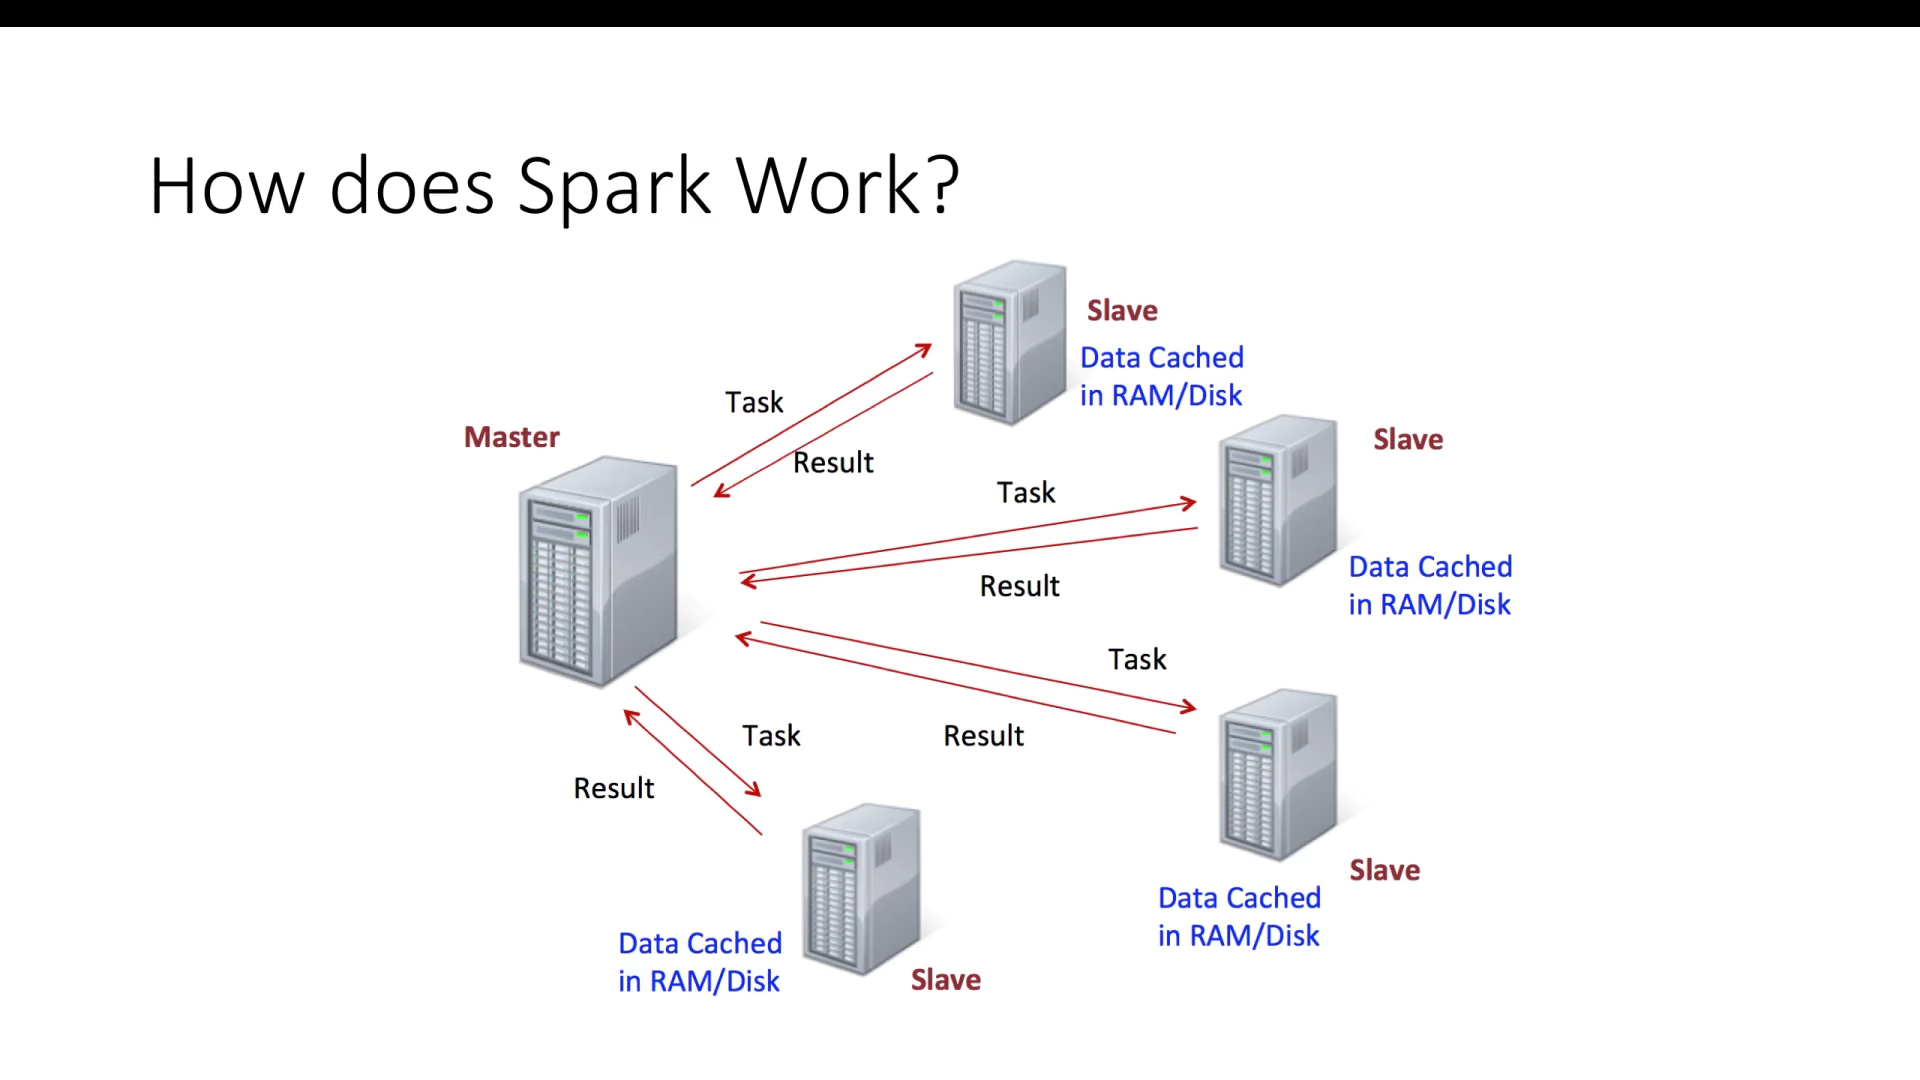 How does Spark Work?
Slave
Data Cached
in RAM/Disk
Task
Master
Result
Slave
Task
Data Cached
in RAM/Disk
Result
Task
Result
Slave
Data Cached
in RAM/Disk
Task
Result
Data Cached
in RAM/Disk
Slave